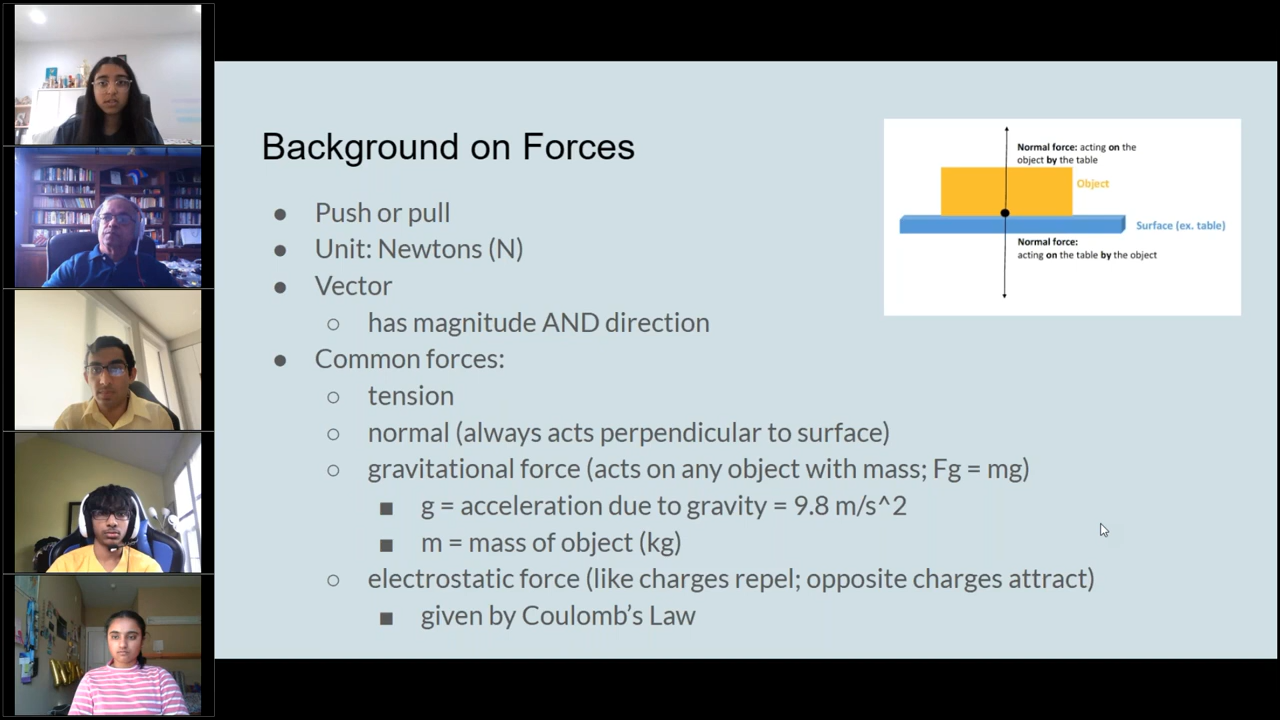 Background on Forces
Push or pull
Unit: Newtons (N)
Vector
has magnitude AND direction
Common forces:
tension
normal (always acts perpendicular to surface)
gravitational force (acts on any object with mass; Fg = mg)
g = acceleration due to gravity = 9.8 m/s^2
m = mass of object (kg)
electrostatic force (like charges repel; opposite charges attract)
given by Coulomb’s Law
Normal force: acting on the
object by the table
Object
Surface (ex. table)
Normal force:
acting on the table by the object